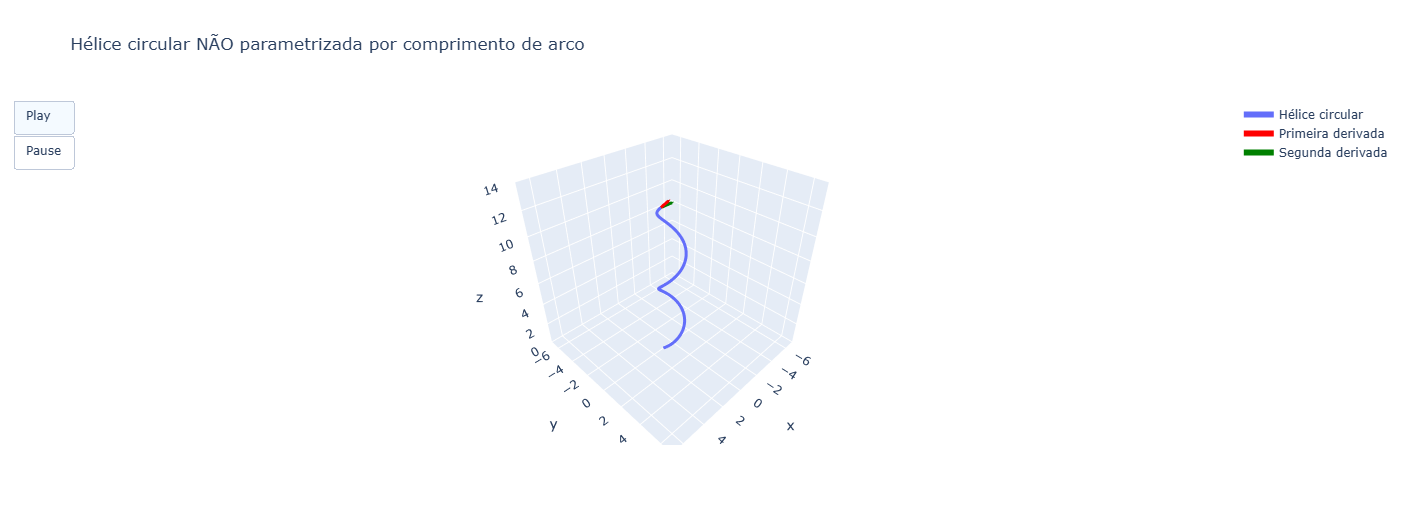 Hélice circular NÃO parametrizada por comprimento de arco
Play
Pause
Hélice circular
Primeira derivada
Segunda derivada
14
12
10
8
6
4
2
0
z
−6
−4
−2
0
2
4
y
−6
−4
−2
0
2
4
x